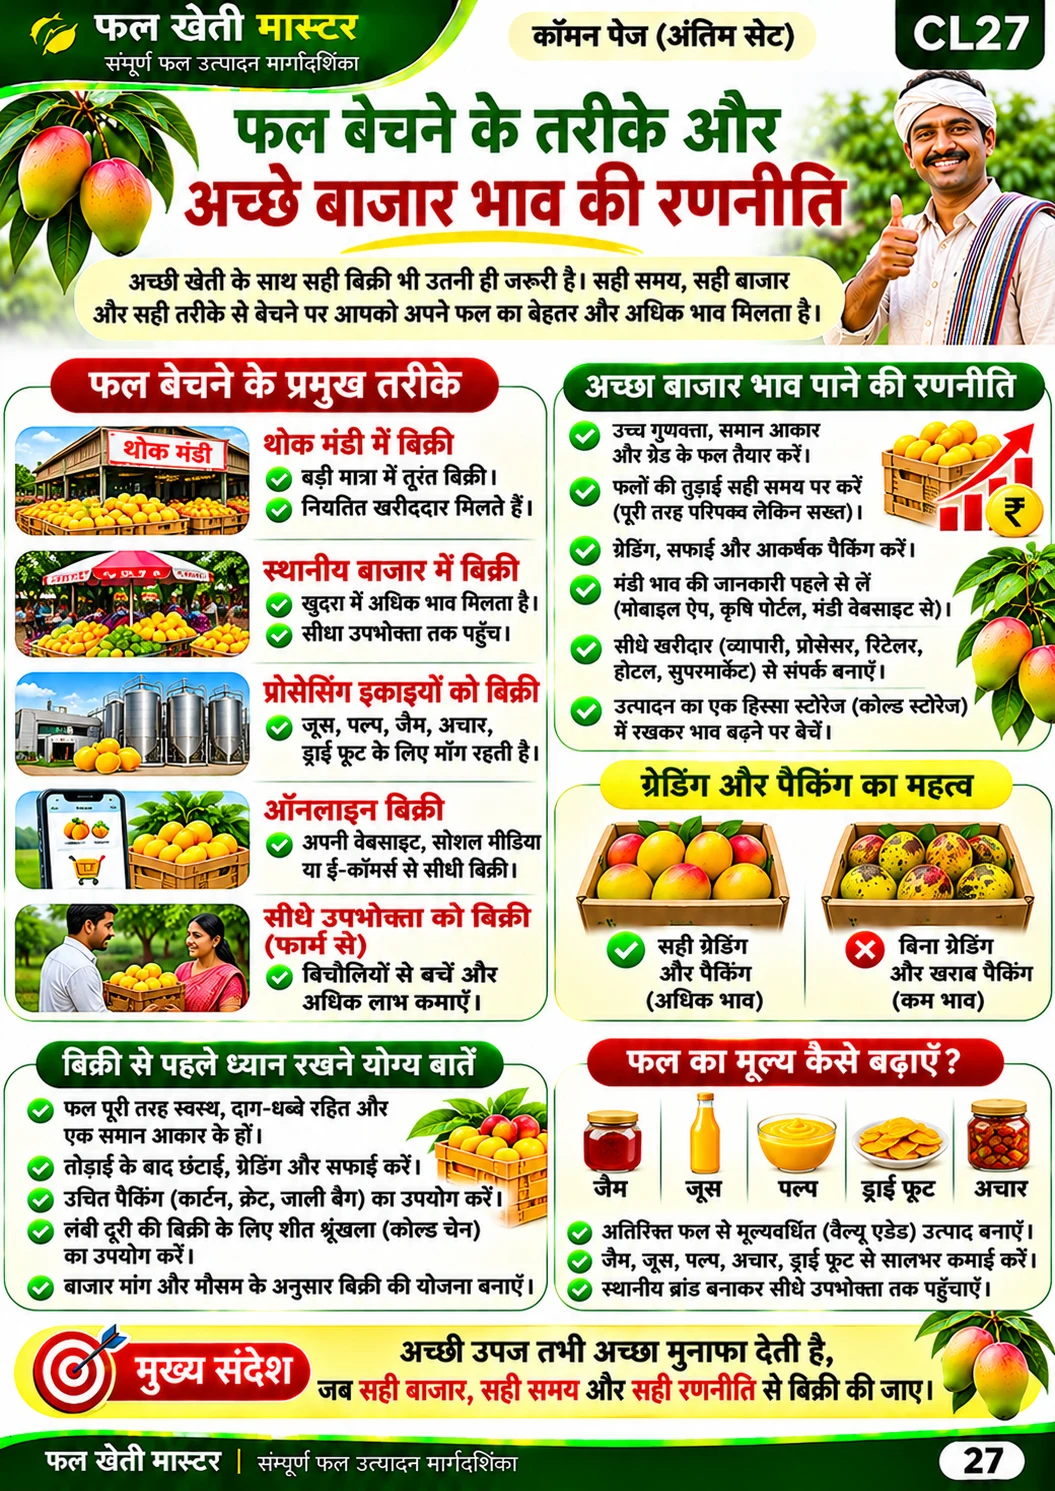 फल खेती मास्टर
संपूर्ण फल उत्पादन मार्गादशिंका
कॉमन पेज (अंतिम सेट)
CL27
फल बेचने के तरीके और
अच्छे बाजार भाव की रणनीति
अच्छी खेती के साथ सही बिक्री भी उतनी ही जरूरी है। सही समय, सही बाजार
और सही तरीके से बेचने पर आपको अपने फल का बेहतर और अधिक भाव मिलता है।
फल बेचने के प्रमुख तरीके
थोक मंडी
थोक मंडी में बिक्री
बड़ी मात्रा में तूरंत बिक्री।
नियतित खरीददार मिलते हैं।
स्थानीय बाजार में बिक्री
खुदरा में अधिक भाव मिलता है।
सीधा उपभोक्ता तक पहुँच।
प्रोसेसिंग इकाइयों को बिक्री
जूस, पल्प, जैम, अचार,
ड्राई फूट के लिए माँग रहती है।
ऑनलाइन बिक्री
अपनी वेबसाइट, सोशल मीडिया
या ई-कॉमर्स से सीधी बिक्री।
सीधे उपभोक्ता को बिक्री
(फार्म से)
बिचौलियों से बचें और
अधिक लाभ कमाएँ।
अच्छा बाजार भाव पाने की रणनीति
उच्च गुणवत्ता, समान आकार
और ग्रेड के फल तैयार करें।
फलों की तुड़ाई सही समय पर करें
(पूरी तरह परिपक्व लेकिन सख्त)।
ग्रेडिंग, सफाई और आकर्षक पैकिंग करें।
मंडी भाव की जानकारी पहले से लें
(मोबाइल ऐप, कृषि पोर्टल, मंडी वेबसाइट से)।
सीधे खरीदार (व्यापारी, प्रोसेसर, रिटेलर,
होटल, सुपरमार्केट) से संपर्क बनाएँ।
उत्पादन का एक हिस्सा स्टोरेज (कोल्ड स्टोरेज)
में रखकर भाव बढ़ने पर बेचें।
₹
ग्रेडिंग और पैकिंग का महत्व
सही ग्रेडिंग
और पैकिंग
(अधिक भाव)
बिना ग्रेडिंग
और खराब पैकिंग
(कम भाव)
बिक्री से पहले ध्यान रखने योग्य बातें
फल पूरी तरह स्वस्थ, दाग-धब्बे रहित और
एक समान आकार के हों।
तोड़ाई के बाद छंटाई, ग्रेडिंग और सफाई करें।
उचित पैकिंग (कार्टन, क्रेट, जाली बैग) का उपयोग करें।
लंबी दूरी की बिक्री के लिए शीत श्रृंखला (कोल्ड चेन)
का उपयोग करें।
बाजार मांग और मौसम के अनुसार बिक्री की योजना बनाएँ।
फल का मूल्य कैसे बढ़ाएँ?
जैम
जूस
पल्प
ड्राई फूट
अचार
अतिरिक्त फल से मूल्यवर्धित (वैल्यू एडेड) उत्पाद बनाएँ।
जैम, जूस, पल्प, अचार, ड्राई फूट से सालभर कमाई करें।
स्थानीय ब्रांड बनाकर सीधे उपभोक्ता तक पहुँचाएँ।
मुख्य संदेश
अच्छी उपज तभी अच्छा मुनाफा देती है,
जब सही बाजार, सही समय और सही रणनीति से बिक्री की जाए।
फल खेती मास्टर | संम्पूर्ण फल उत्पादन मार्गदशिंका
27